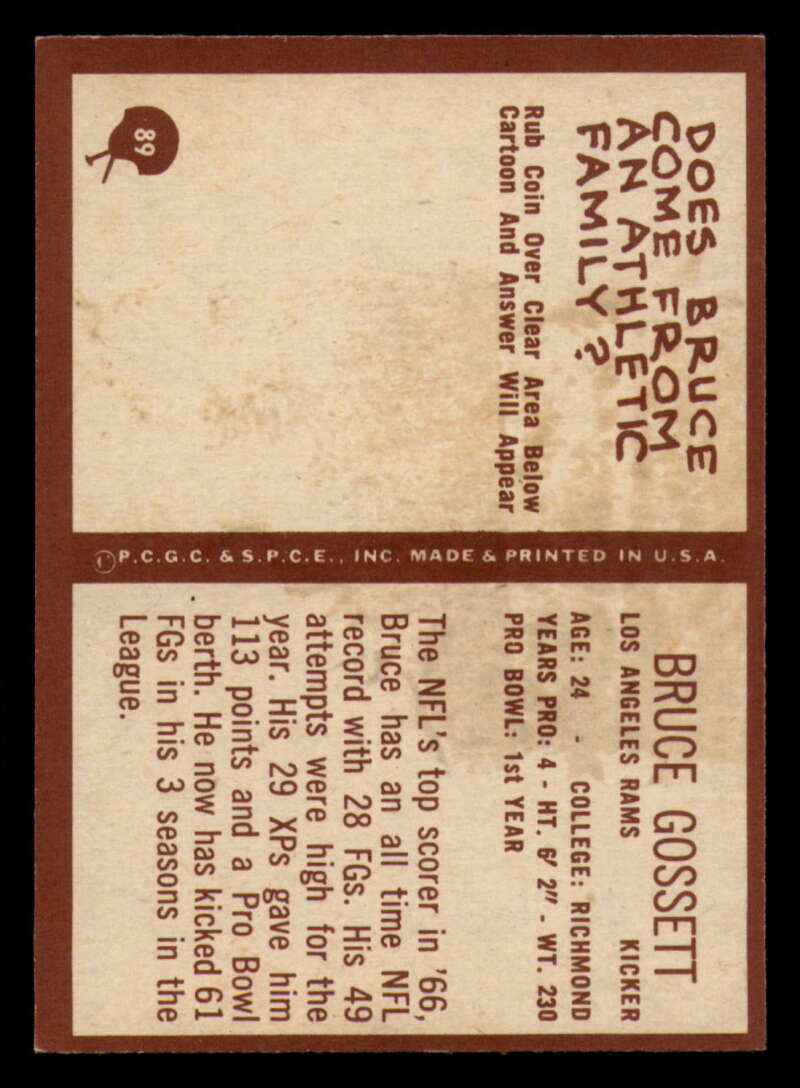 89
DOES BRUCE
COME FROM
AN ATHLETIC
FAMILY?
Rub Coin Over Clear Area Below
Cartoon And Answer Will Appear
©P.C.G.C. & S.P.C.E., INC. MADE & PRINTED IN U.S.A.
BRUCE GOSSETT
LOS ANGELES RAMS KICKER
AGE: 24 - COLLEGE: RICHMOND
YEARS PRO: 4 - HT. 6' 2" - WT. 230
PRO BOWL: 1st YEAR
The NFL's top scorer in '66,
Bruce has an all time NFL
record with 28 FGs. His 49
attempts were high for the
year. His 29 XPs gave him
113 points and a Pro Bowl
berth. He now has kicked 61
FGs in his 3 seasons in the
League.